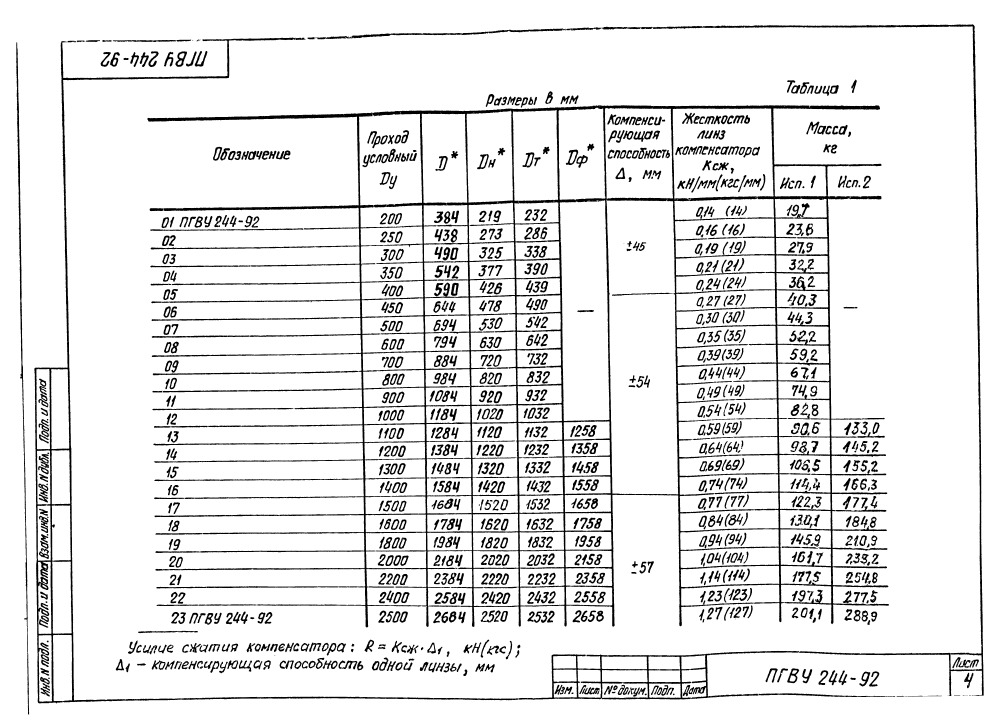 ПГВУ 244-92
Таблица 1
Размеры в мм
Обозначение | Проход условный Dу | D* | Dн* | Dт* | Dф* | Компенси-рующая способность Δ, мм | Жесткость линз компенсатора Kсж, кН/мм(кгс/мм) | Масса, кг
Исп. 1 | Исп. 2
01 ПГВУ 244-92 | 200 | 384 | 219 | 232 | — | ±46 | 0,14 (14) | 19,7 | —
02 | 250 | 438 | 273 | 286 | 0,16 (16) | 23,6
03 | 300 | 490 | 325 | 338 | 0,19 (19) | 27,9
04 | 350 | 542 | 377 | 390 | 0,21 (21) | 32,2
05 | 400 | 590 | 426 | 439 | 0,24 (24) | 36,2
06 | 450 | 644 | 478 | 490 | ±54 | 0,27 (27) | 40,3
07 | 500 | 694 | 530 | 542 | 0,30 (30) | 44,3
08 | 600 | 794 | 630 | 642 | 0,35 (35) | 52,2
09 | 700 | 884 | 720 | 732 | 0,39 (39) | 59,2
10 | 800 | 984 | 820 | 832 | 0,44 (44) | 67,1
11 | 900 | 1084 | 920 | 932 | 0,49 (49) | 74,9
12 | 1000 | 1184 | 1020 | 1032 | 0,54 (54) | 82,8
13 | 1100 | 1284 | 1120 | 1132 | 1258 | 0,59 (59) | 90,6 | 133,0
14 | 1200 | 1384 | 1220 | 1232 | 1358 | 0,64 (64) | 98,7 | 145,2
15 | 1300 | 1484 | 1320 | 1332 | 1458 | 0,69 (69) | 106,5 | 155,2
16 | 1400 | 1584 | 1420 | 1432 | 1558 | 0,74 (74) | 114,4 | 166,3
17 | 1500 | 1684 | 1520 | 1532 | 1658 | ±57 | 0,77 (77) | 122,3 | 177,4
18 | 1600 | 1784 | 1620 | 1632 | 1758 | 0,84 (84) | 130,1 | 184,8
19 | 1800 | 1984 | 1820 | 1832 | 1958 | 0,94 (94) | 145,9 | 210,9
20 | 2000 | 2184 | 2020 | 2032 | 2158 | 1,04 (104) | 161,7 | 233,2
21 | 2200 | 2384 | 2220 | 2232 | 2358 | 1,14 (114) | 177,5 | 254,8
22 | 2400 | 2584 | 2420 | 2432 | 2558 | 1,23 (123) | 197,3 | 277,5
23 ПГВУ 244-92 | 2500 | 2684 | 2520 | 2532 | 2658 | 1,27 (127) | 201,1 | 288,9
Усилие сжатия компенсатора: R = Kсж·Δ1, кН(кгс);
Δ1 – компенсирующая способность одной линзы, мм
Инв. N подл. | Подп. и дата | Взам. инв. N | Инв. N дубл. | Подп. и дата
Изм. | Лист | № докум. | Подп. | Дата
ПГВУ 244-92
Лист
4